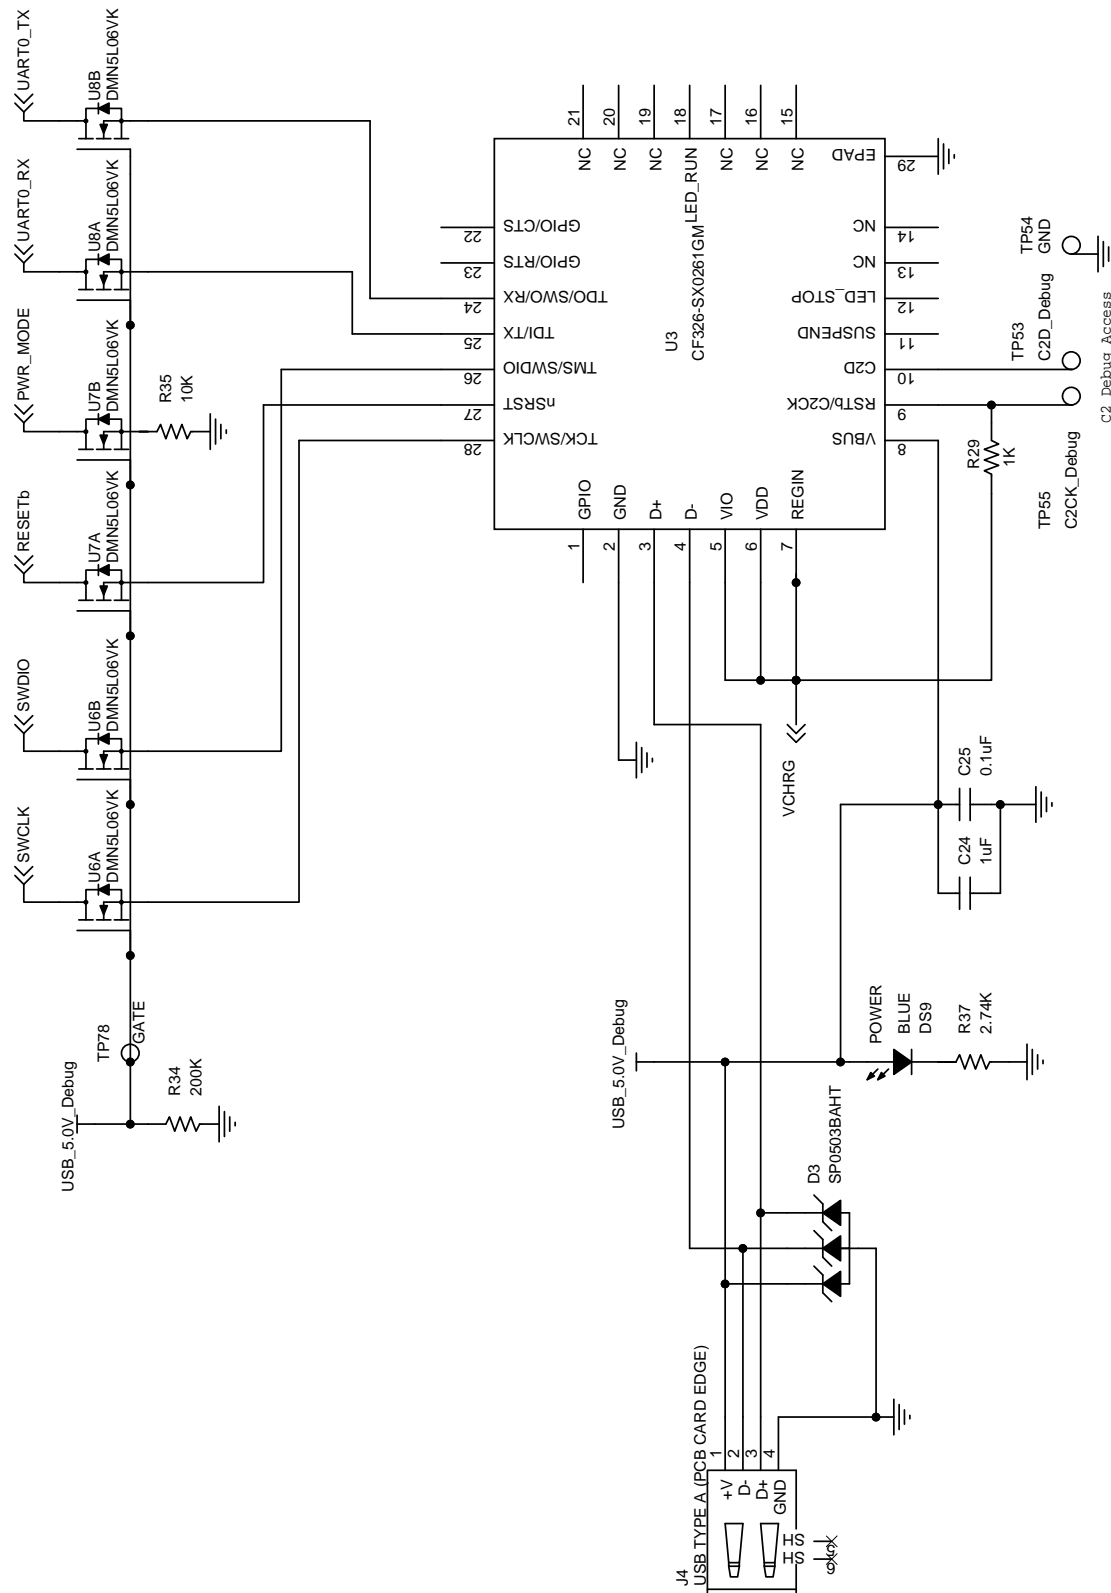 UART0_TX
U8B
DMN5L06VK
UART0_RX
U8A
DMN5L06VK
PWR_MODE
U7B
DMN5L06VK
R35
10K
RESETb
U7A
DMN5L06VK
SWDIO
U6B
DMN5L06VK
SWCLK
U6A
DMN5L06VK
TP78
GATE
USB_5.0V_Debug
R34
200K
U3
CF326-SX0261GM
21 NC
20 NC
19 NC
18 LED_RUN
17 NC
16 NC
15 NC
22 GPIO/CTS
23 GPIO/RTS
24 TDO/SWO/RX
25 TDI/TX
26 TMS/SWDIO
27 nSRST
28 TCK/SWCLK
29 EPAD
14 NC
13 NC
12 LED_STOP
11 SUSPEND
10 C2D
9 RSTb/C2CK
8 VBUS
1 GPIO
2 GND
3 D+
4 D-
5 VIO
6 VDD
7 REGIN
TP54
GND
TP53
C2D_Debug
C2 Debug Access
TP55
C2CK_Debug
R29
1K
VCHRG
C25
0.1uF
C24
1uF
USB_5.0V_Debug
POWER
BLUE
DS9
R37
2.74K
D3
SP0503BAHT
J4
USB TYPE A (PCB CARD EDGE)
+V 1
D- 2
D+ 3
GND 4
SH
SH 6